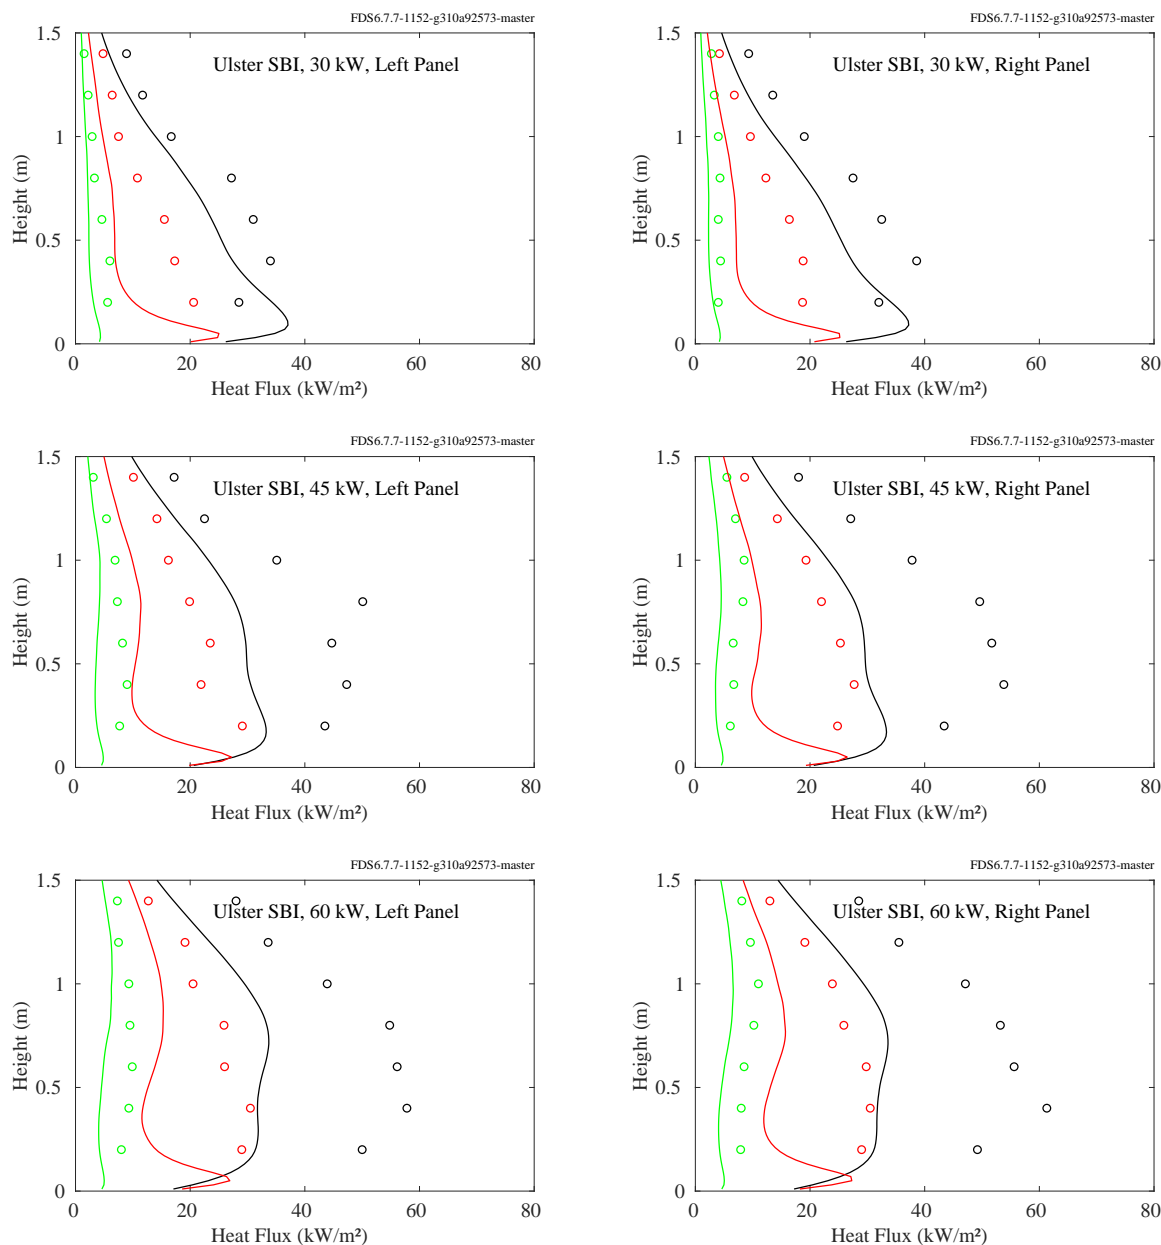 FDS6.7.7-1152-g310a92573-master
Ulster SBI, 30 kW, Left Panel
1.5
1
0.5
0
Height (m)
0 20 40 60 80
Heat Flux (kW/m²)
FDS6.7.7-1152-g310a92573-master
Ulster SBI, 30 kW, Right Panel
1.5
1
0.5
0
Height (m)
0 20 40 60 80
Heat Flux (kW/m²)
FDS6.7.7-1152-g310a92573-master
Ulster SBI, 45 kW, Left Panel
1.5
1
0.5
0
Height (m)
0 20 40 60 80
Heat Flux (kW/m²)
FDS6.7.7-1152-g310a92573-master
Ulster SBI, 45 kW, Right Panel
1.5
1
0.5
0
Height (m)
0 20 40 60 80
Heat Flux (kW/m²)
FDS6.7.7-1152-g310a92573-master
Ulster SBI, 60 kW, Left Panel
1.5
1
0.5
0
Height (m)
0 20 40 60 80
Heat Flux (kW/m²)
FDS6.7.7-1152-g310a92573-master
Ulster SBI, 60 kW, Right Panel
1.5
1
0.5
0
Height (m)
0 20 40 60 80
Heat Flux (kW/m²)